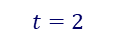 t = 2